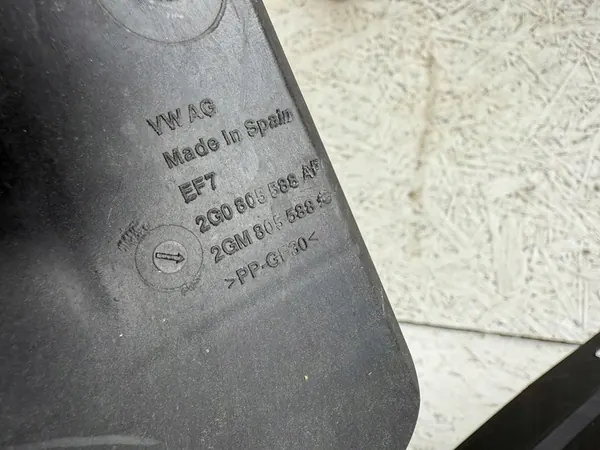 VW AG
Made In Spain
EF7
2G0 805 588 AF
2GM 805 588
>PP-GF30<